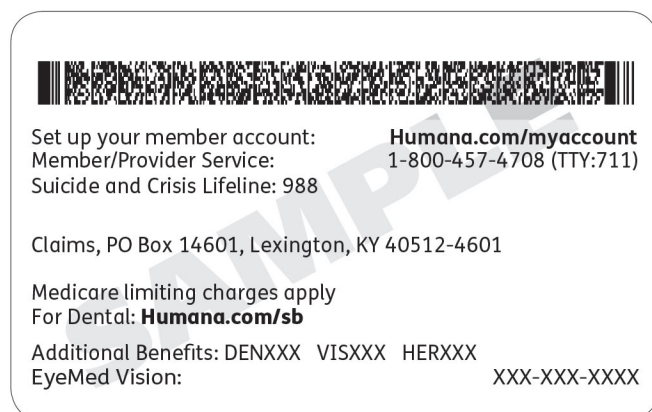 Set up your member account: Humana.com/myaccount
Member/Provider Service: 1-800-457-4708 (TTY:711)
Suicide and Crisis Lifeline: 988
Claims, PO Box 14601, Lexington, KY 40512-4601
Medicare limiting charges apply
For Dental: Humana.com/sb
Additional Benefits: DENXXX VISXXX HERXXX
EyeMed Vision: XXX-XXX-XXXX
SAMPLE